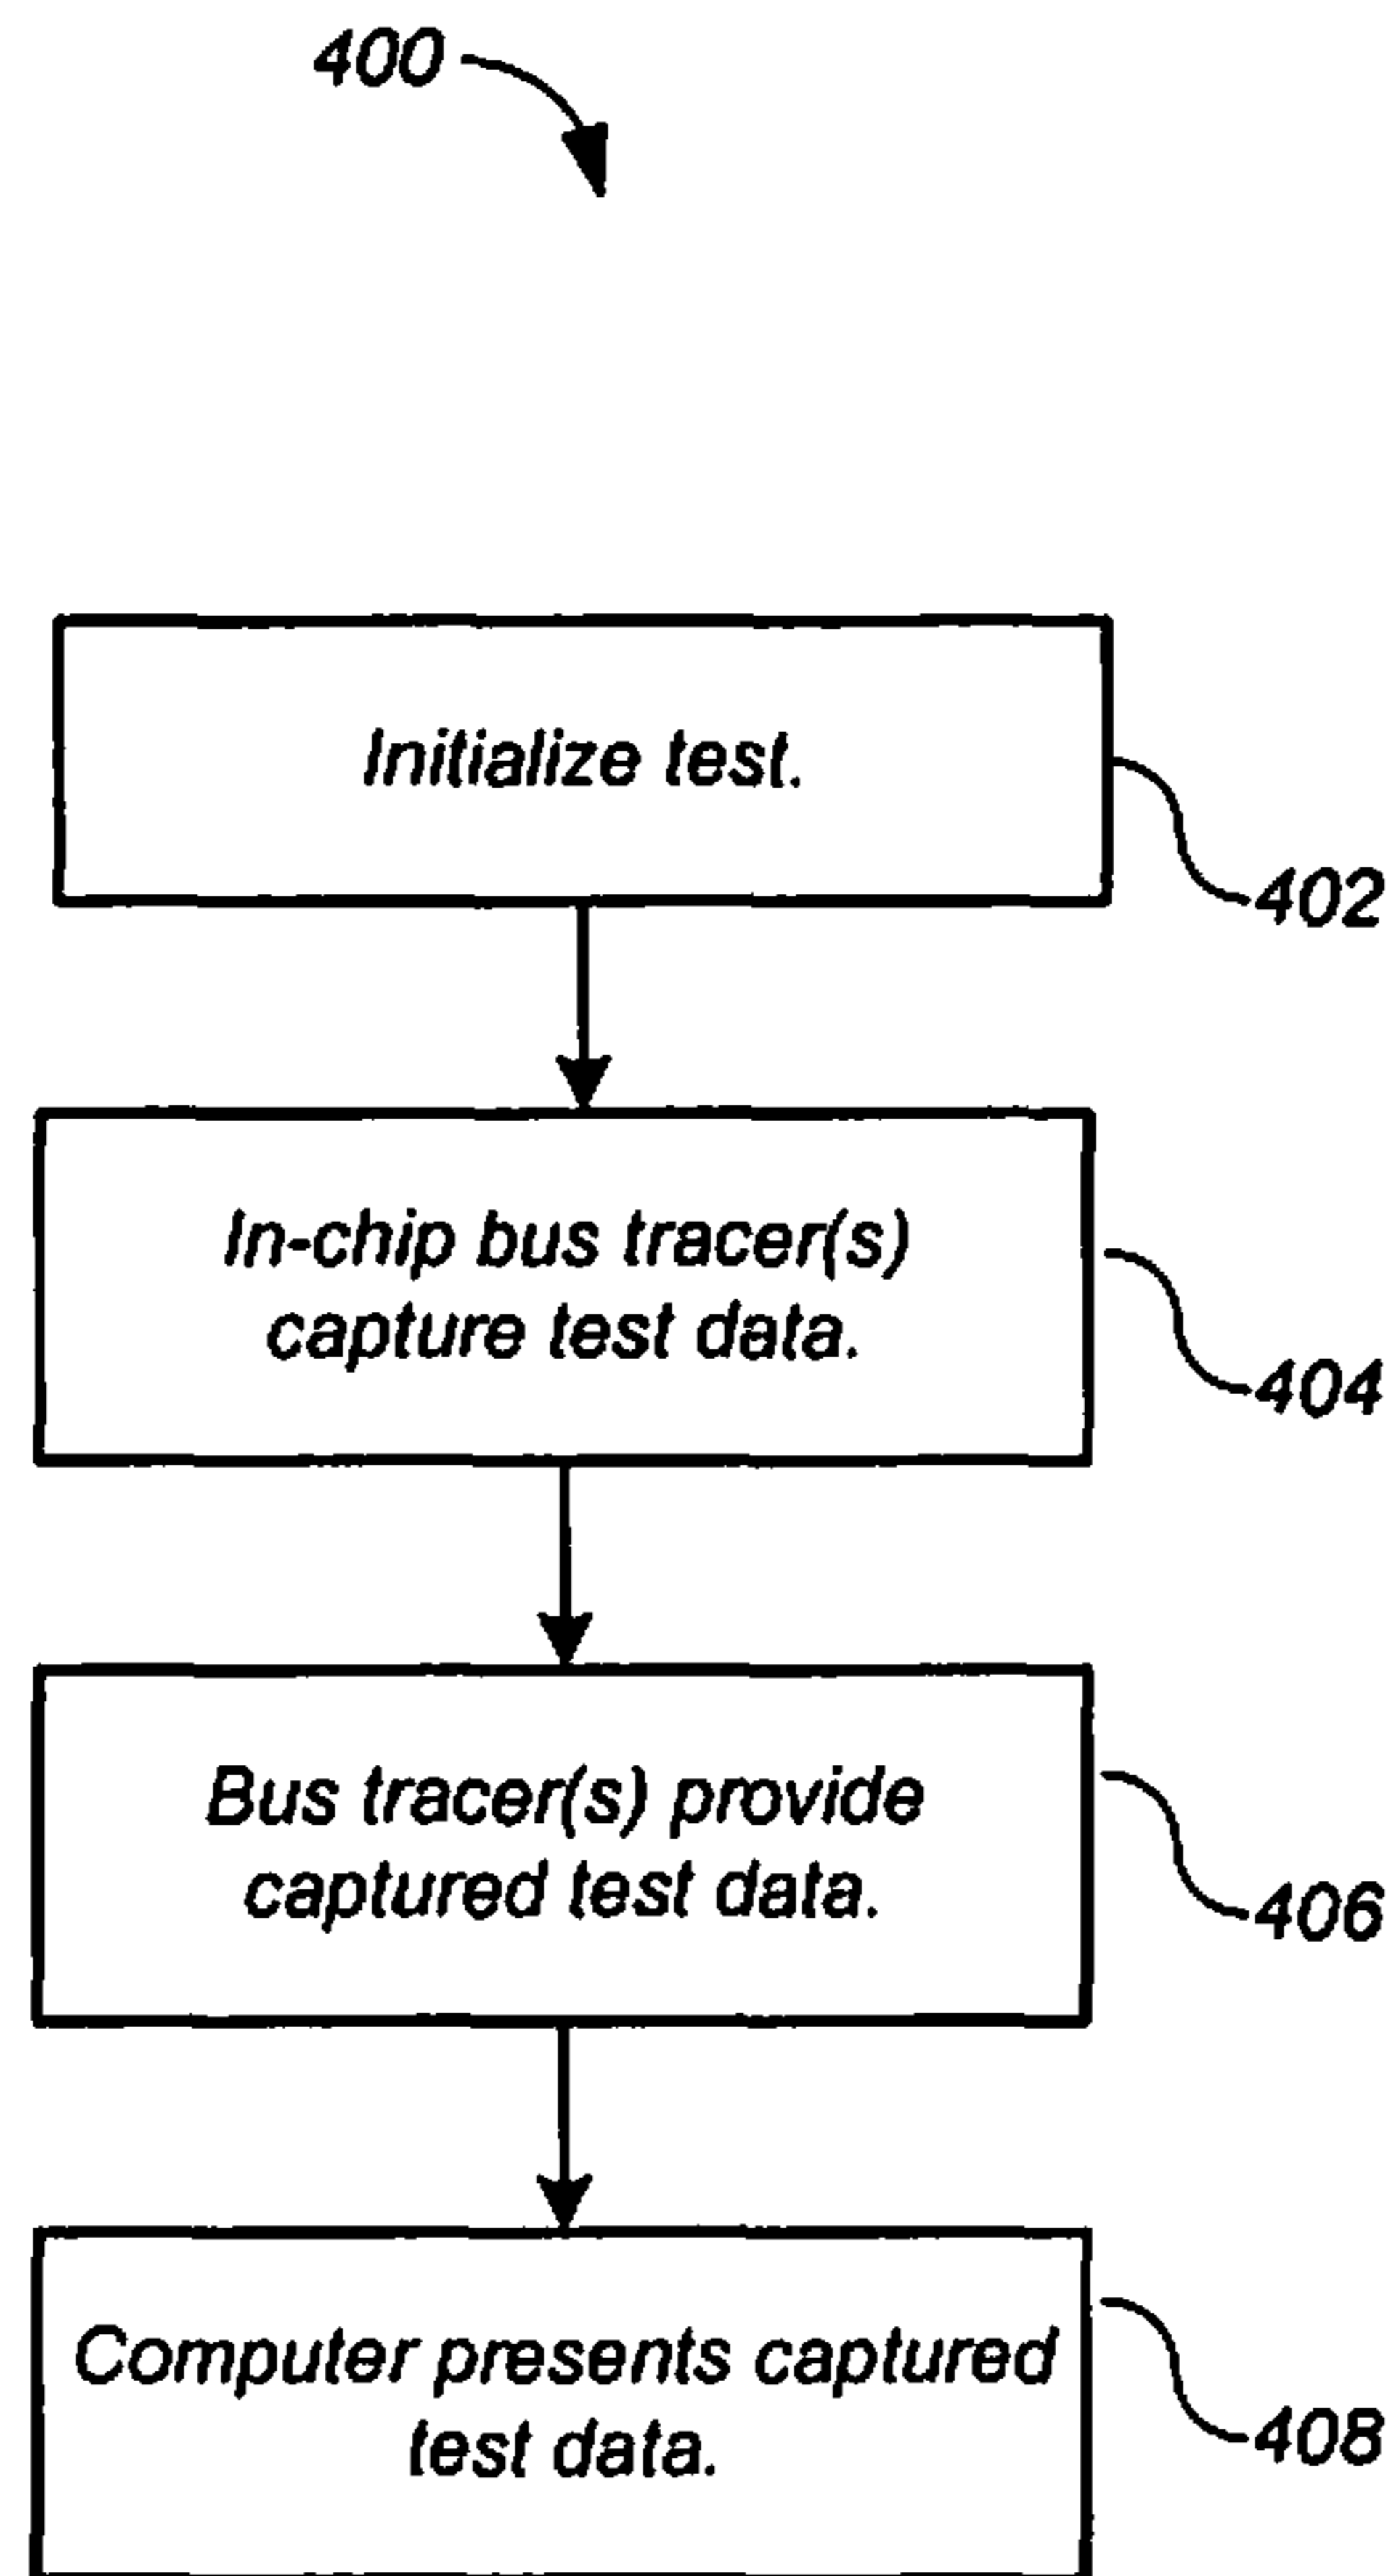 400
Initialize test.
402
In-chip bus tracer(s)
capture test data.
404
Bus tracer(s) provide
captured test data.
406
Computer presents captured
test data.
408